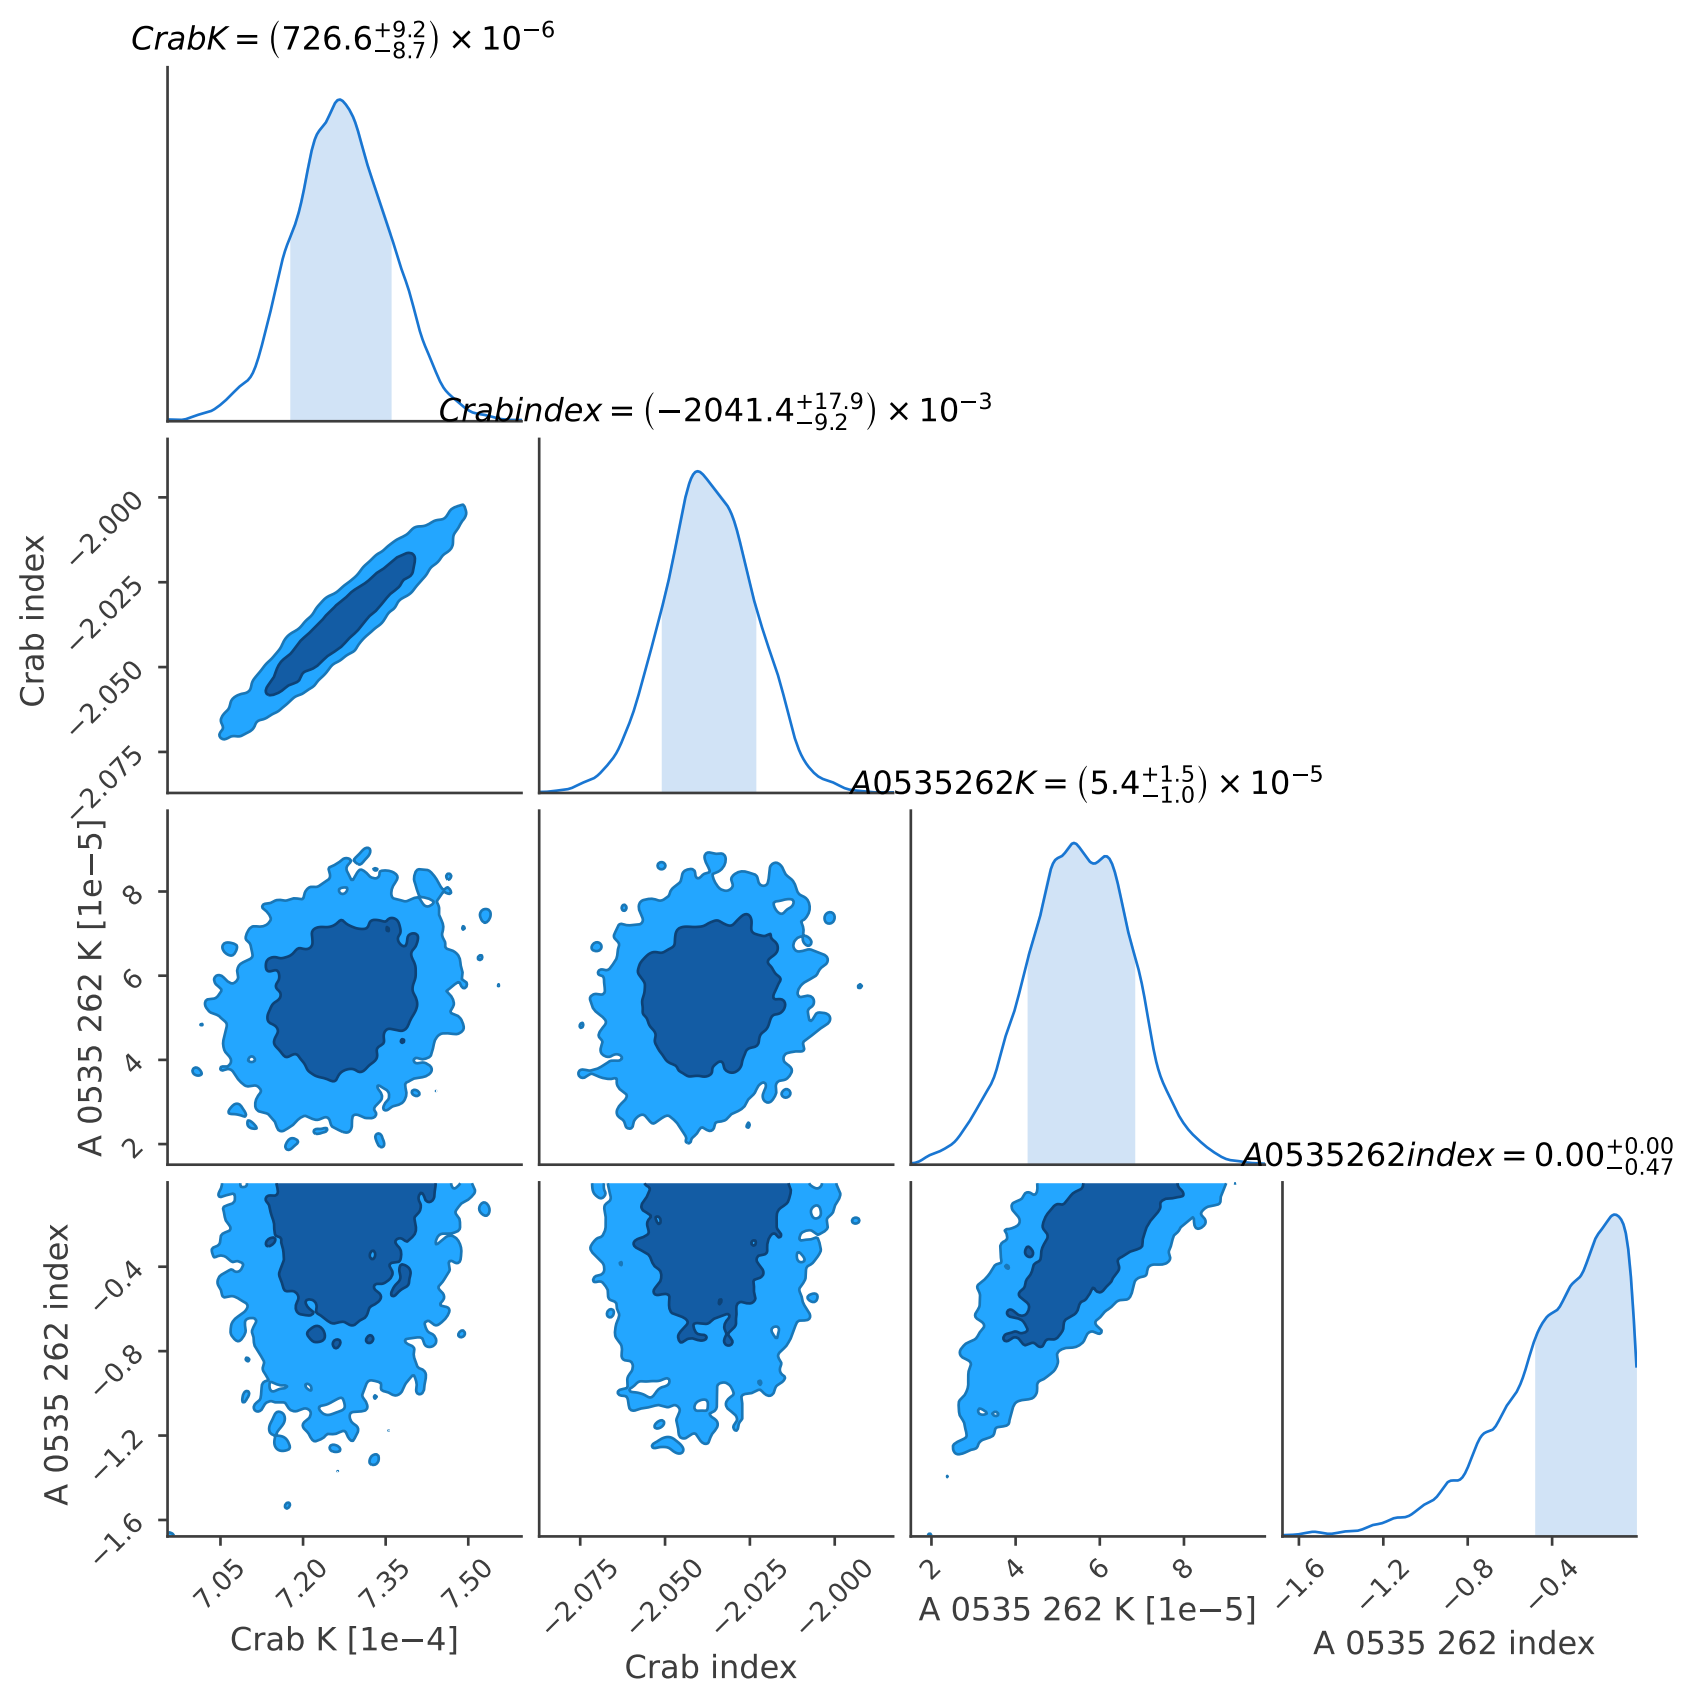 CrabK = (726.6 +9.2 −8.7) × 10−6
Crabindex = (−2041.4 +17.9 −9.2) × 10−3
Crab index
−2.000
−2.025
−2.050
−2.075
A0535262K = (5.4 +1.5 −1.0) × 10−5
A 0535 262 K [1e−5]
8
6
4
2
A0535262index = 0.00 +0.00 −0.47
A 0535 262 index
−0.4
−0.8
−1.2
−1.6
7.05 7.20 7.35 7.50
Crab K [1e−4]
−2.075 −2.050 −2.025 −2.000
Crab index
2 4 6 8
A 0535 262 K [1e−5]
−1.6 −1.2 −0.8 −0.4
A 0535 262 index